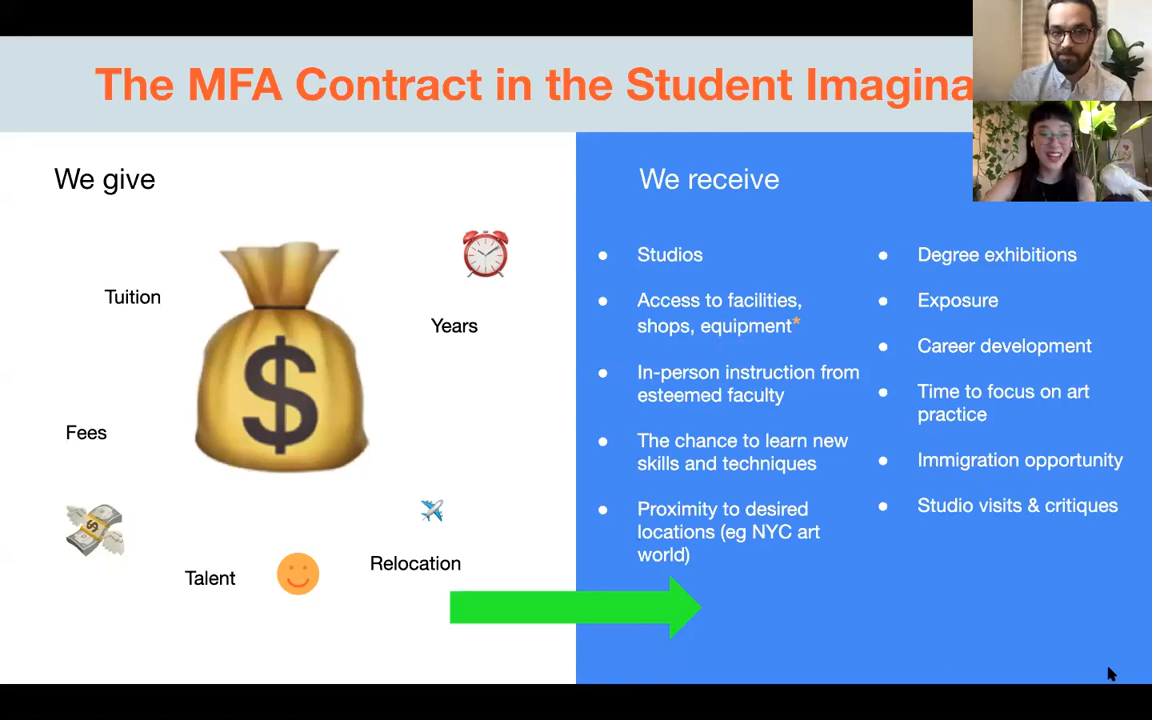 The MFA Contract in the Student Imagina
We give
Tuition
Years
Fees
Talent
Relocation
$
We receive
● Studios
● Access to facilities,
shops, equipment*
● In-person instruction from
esteemed faculty
● The chance to learn new
skills and techniques
● Proximity to desired
locations (eg NYC art
world)
● Degree exhibitions
● Exposure
● Career development
● Time to focus on art
practice
● Immigration opportunity
● Studio visits & critiques